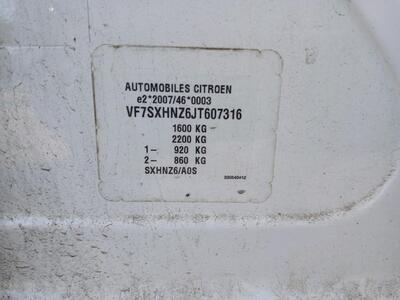 AUTOMOBILES CITROEN
e2*2007/46*0003
VF7SXHNZ6JT607316
1600 KG
2200 KG
1- 920 KG
2- 860 KG
SXHNZ6/A0S